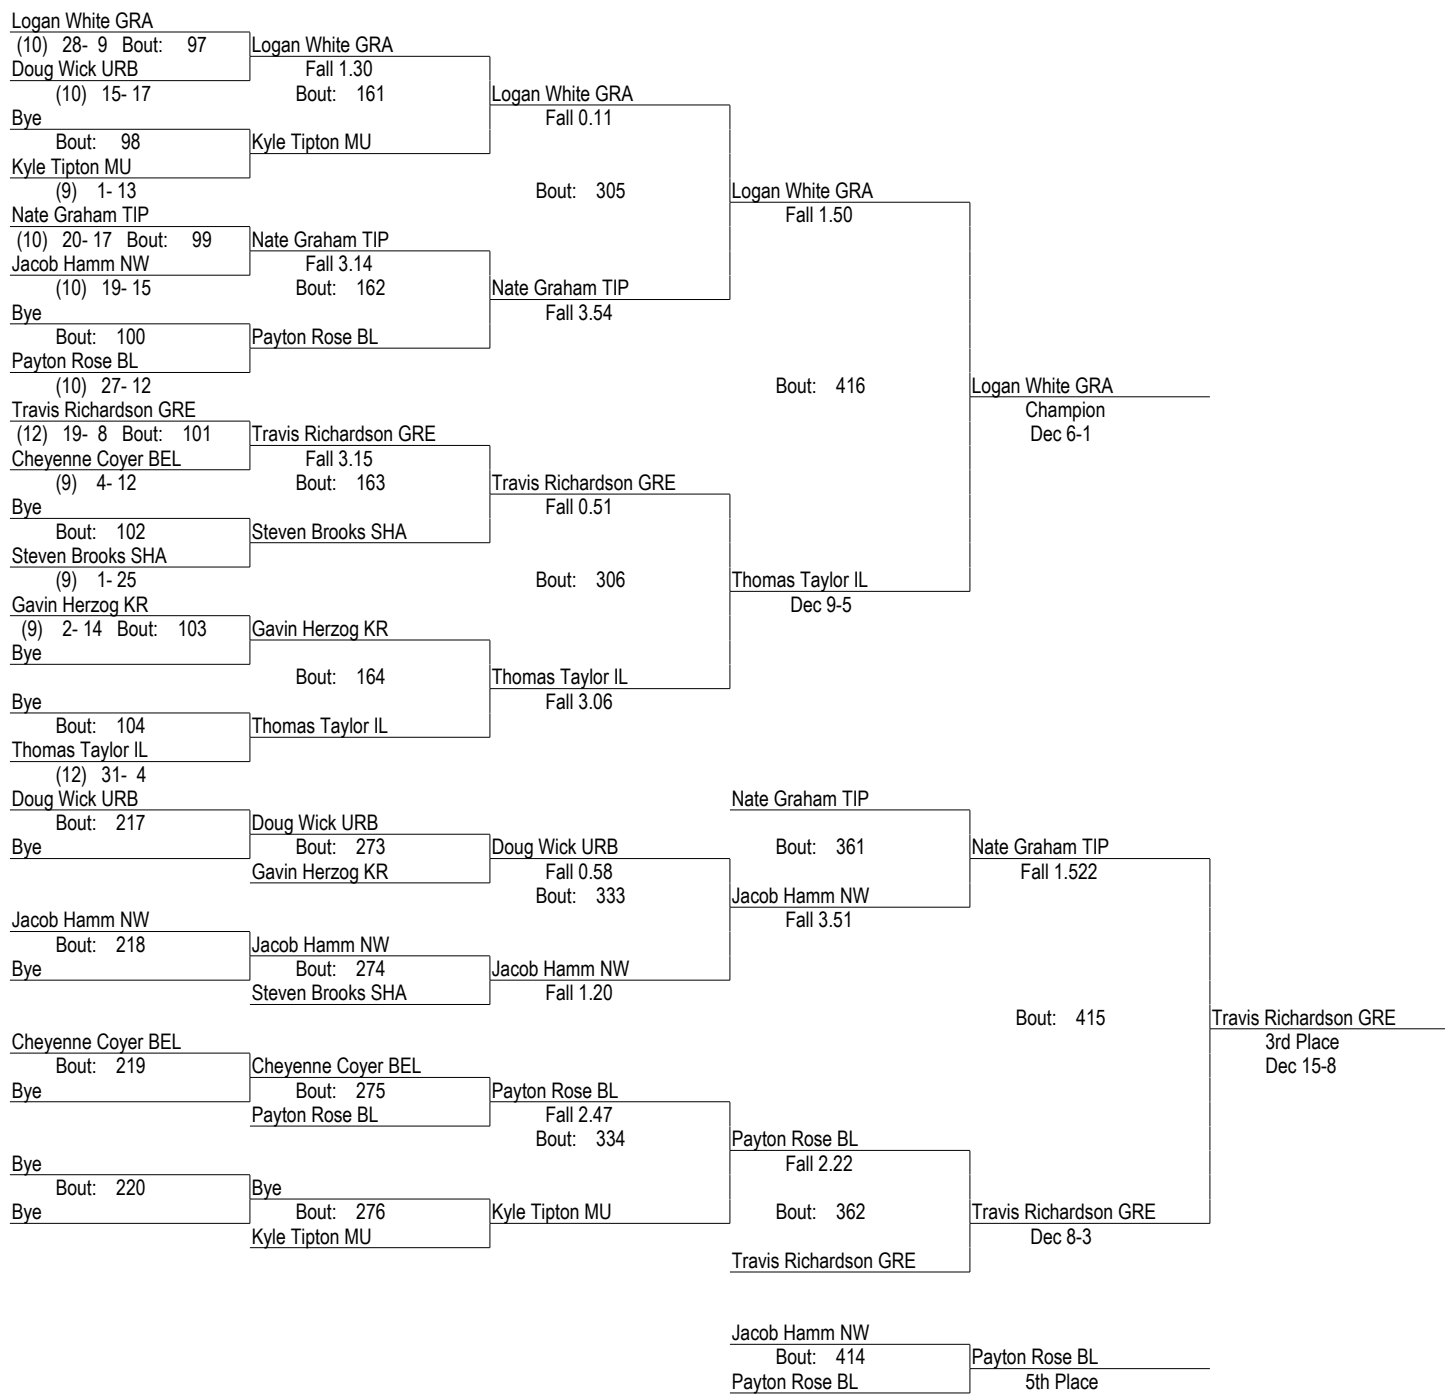 Logan White GRA
(10) 28- 9 Bout: 97 Logan White GRA
Doug Wick URB Fall 1.30
(10) 15- 17 Bout: 161 Logan White GRA
Bye Fall 0.11
Bout: 98 Kyle Tipton MU
Kyle Tipton MU
(9) 1- 13 Bout: 305 Logan White GRA
Nate Graham TIP Fall 1.50
(10) 20- 17 Bout: 99 Nate Graham TIP
Jacob Hamm NW Fall 3.14
(10) 19- 15 Bout: 162 Nate Graham TIP
Bye Fall 3.54
Bout: 100 Payton Rose BL
Payton Rose BL
(10) 27- 12 Bout: 416 Logan White GRA
Travis Richardson GRE Champion
(12) 19- 8 Bout: 101 Travis Richardson GRE Dec 6-1
Cheyenne Coyer BEL Fall 3.15
(9) 4- 12 Bout: 163 Travis Richardson GRE
Bye Fall 0.51
Bout: 102 Steven Brooks SHA
Steven Brooks SHA
(9) 1- 25 Bout: 306 Thomas Taylor IL
Gavin Herzog KR Dec 9-5
(9) 2- 14 Bout: 103 Gavin Herzog KR
Bye
Bout: 164 Thomas Taylor IL
Bye Fall 3.06
Bout: 104 Thomas Taylor IL
Thomas Taylor IL
(12) 31- 4
Doug Wick URB Nate Graham TIP
Bout: 217 Doug Wick URB
Bye Bout: 273 Doug Wick URB Bout: 361 Nate Graham TIP
Gavin Herzog KR Fall 0.58 Fall 1.522
Bout: 333 Jacob Hamm NW
Jacob Hamm NW Fall 3.51
Bout: 218 Jacob Hamm NW
Bye Bout: 274 Jacob Hamm NW
Steven Brooks SHA Fall 1.20
Bout: 415 Travis Richardson GRE
Cheyenne Coyer BEL 3rd Place
Bout: 219 Cheyenne Coyer BEL Dec 15-8
Bye Bout: 275 Payton Rose BL
Payton Rose BL Fall 2.47
Bout: 334 Payton Rose BL
Bye Fall 2.22
Bout: 220 Bye
Bye Bout: 276 Kyle Tipton MU Bout: 362 Travis Richardson GRE
Kyle Tipton MU Dec 8-3
Travis Richardson GRE
Jacob Hamm NW
Bout: 414 Payton Rose BL
Payton Rose BL 5th Place